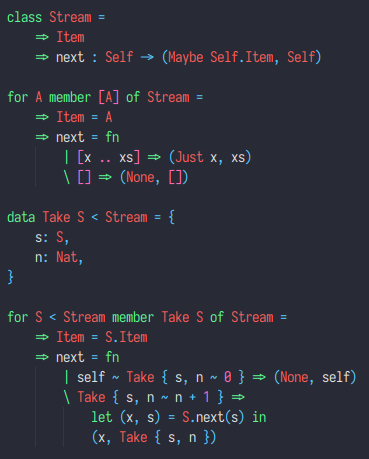 class Stream =
    => Item
    => next : Self -> (Maybe Self.Item, Self)

for A member [A] of Stream =
    => Item = A
    => next = fn
        | [x .. xs] => (Just x, xs)
        \ [] => (None, [])

data Take S < Stream = {
    s: S,
    n: Nat,
}

for S < Stream member Take S of Stream =
    => Item = S.Item
    => next = fn
        | self ~ Take { s, n ~ 0 } => (None, self)
        \ Take { s, n ~ n + 1 } =>
            let (x, s) = S.next(s) in
            (x, Take { s, n })